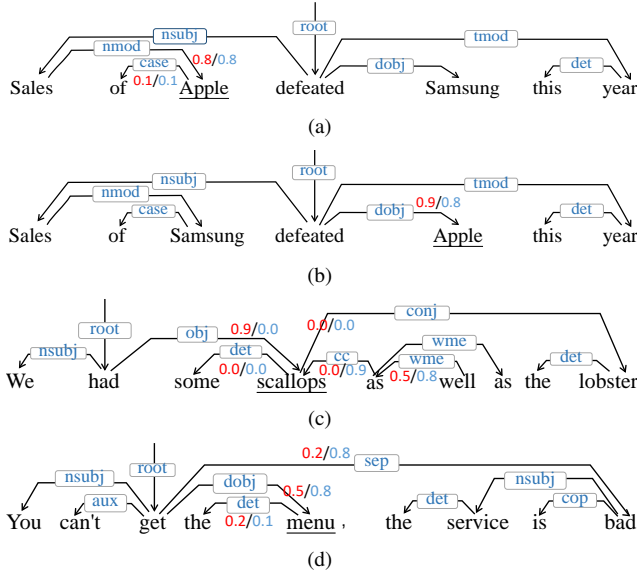 root
nsubj tmod
nmod 0.8/0.8
case dobj det
0.1/0.1
Sales of Apple defeated Samsung this year
(a)
root
nsubj tmod
nmod 0.9/0.8
case dobj det
Sales of Samsung defeated Apple this year
(b)
0.0/0.0 conj
root obj 0.9/0.0
nsubj det cc wme wme det
0.0/0.0 0.0/0.9 0.5/0.8
We had some scallops as well as the lobster
(c)
0.2/0.8
root sep
nsubj dobj 0.5/0.8 nsubj
aux det det cop
0.2/0.1
You can't get the menu , the service is bad
(d)